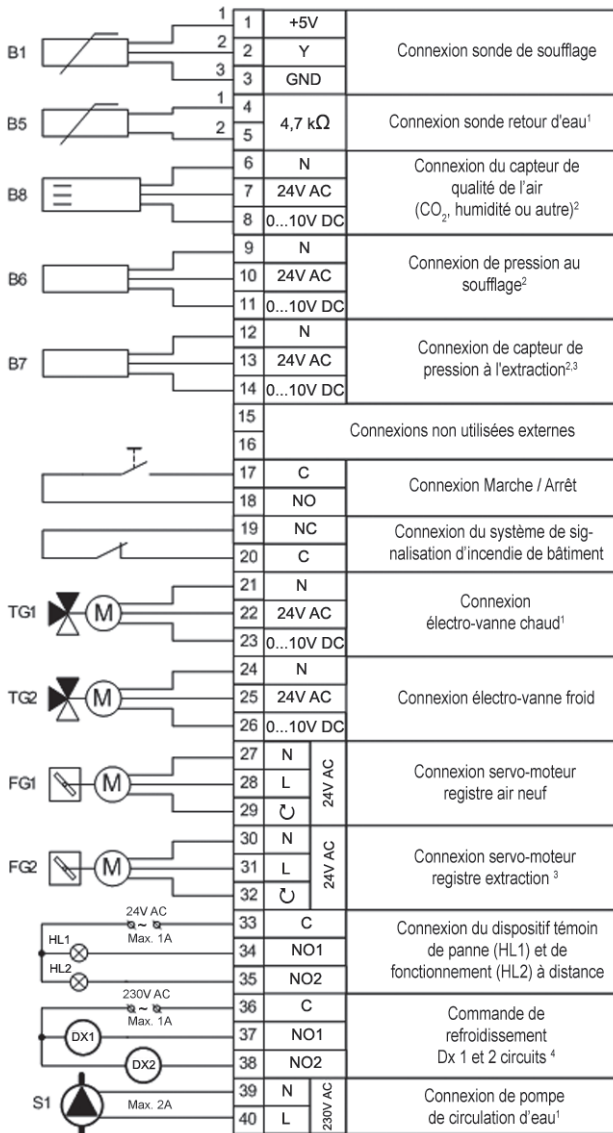 1 1 +5V
B1 2 2 Y Connexion sonde de soufflage
3 3 GND
1 4
B5 4,7 kΩ Connexion sonde retour d'eau¹
2 5
6 N Connexion du capteur de
B8 7 24V AC qualité de l'air
8 0...10V DC (CO₂, humidité ou autre)²
9 N
B6 10 24V AC Connexion de pression au
11 0...10V DC soufflage²
12 N
B7 13 24V AC Connexion de capteur de
14 0...10V DC pression à l'extraction²,³
15
16 Connexions non utilisées externes
17 C
18 NO Connexion Marche / Arrêt
19 NC Connexion du système de sig-
20 C nalisation d'incendie de bâtiment
21 N
TG1 M 22 24V AC Connexion
23 0...10V DC électro-vanne chaud¹
24 N
TG2 M 25 24V AC Connexion électro-vanne froid
26 0...10V DC
27 N
FG1 M 28 L 24V AC Connexion servo-moteur
29 ↻ registre air neuf
30 N
FG2 M 31 L 24V AC Connexion servo-moteur
32 ↻ registre extraction ³
24V AC ~ 33 C Connexion du dispositif témoin
Max. 1A
HL1 34 NO1 de panne (HL1) et de
HL2 35 NO2 fonctionnement (HL2) à distance
230V AC ~ 36 C Commande de
Max. 1A
DX1 37 NO1 refroidissement
DX2 38 NO2 Dx 1 et 2 circuits ⁴
39 N Connexion de pompe
S1 Max. 2A 230V AC
40 L de circulation d'eau¹